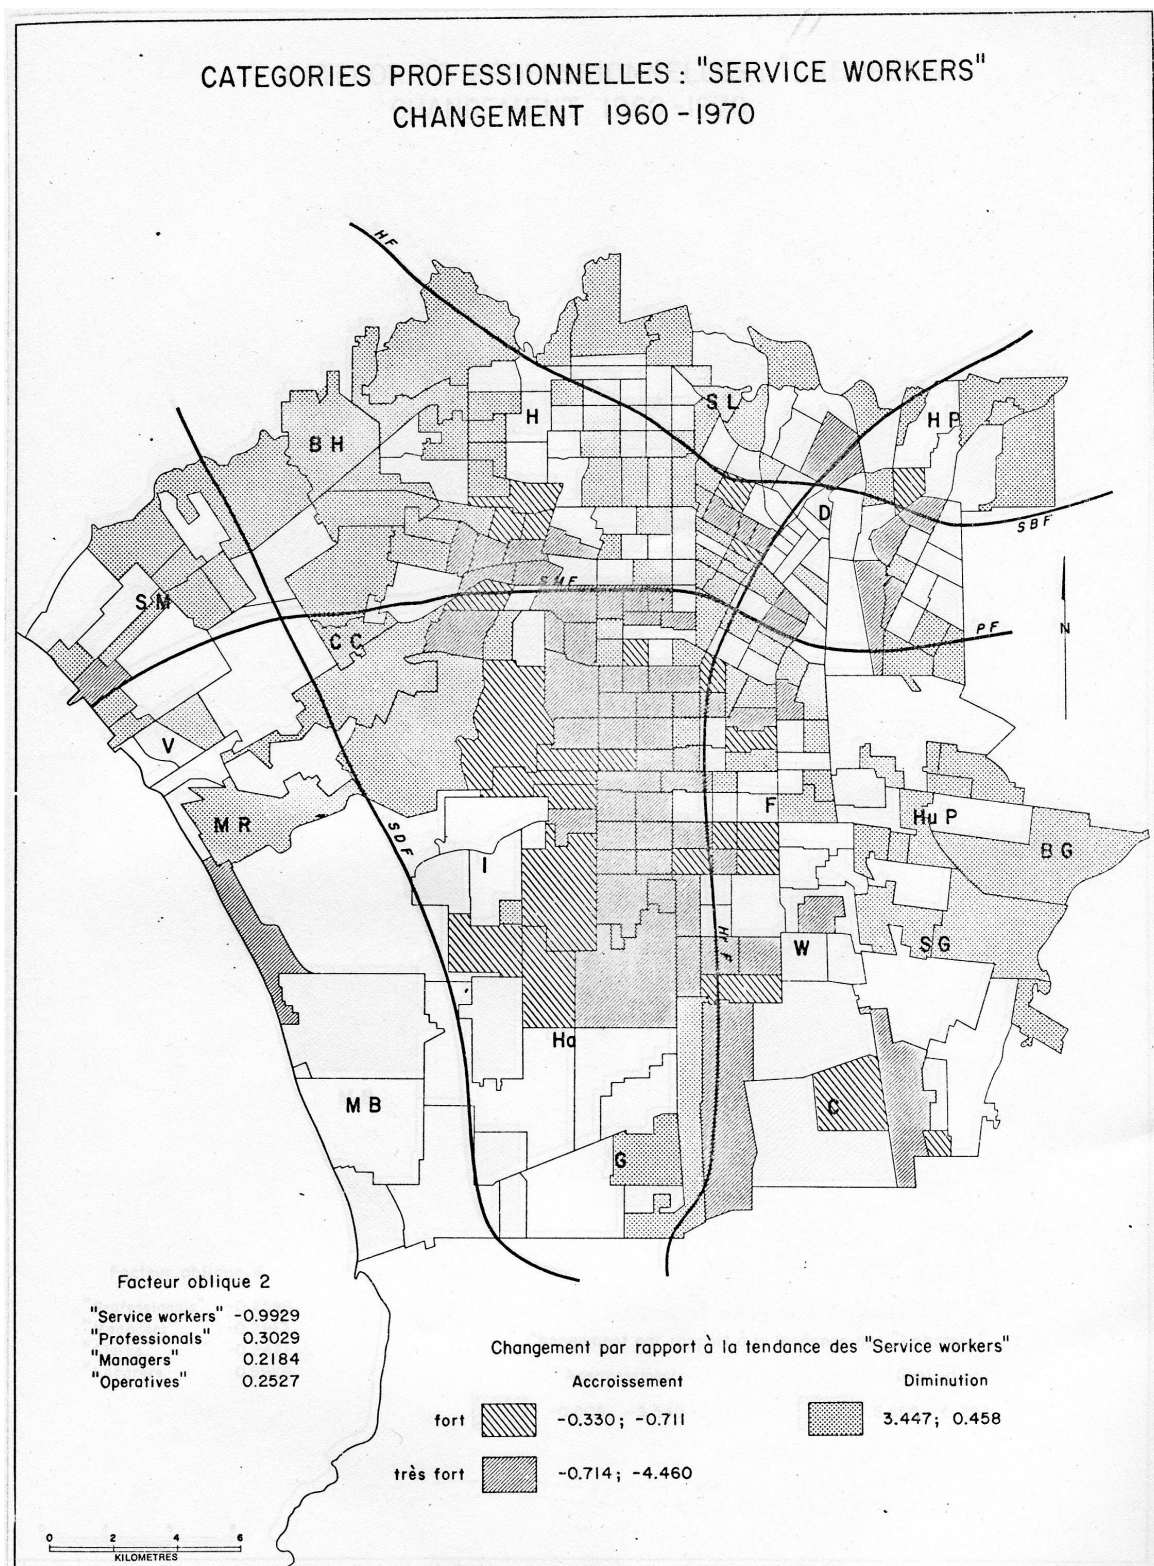 CATEGORIES PROFESSIONNELLES : "SERVICE WORKERS"
CHANGEMENT 1960 - 1970
HF
H
S L
H P
B H
D
SBF
S M
SMF
C C
PF
N
V
F
M R
SDF
Hu P
B G
I
Hr F
W
S G
Ha
M B
C
G
Facteur oblique 2
"Service workers" -0.9929
"Professionals" 0.3029
"Managers" 0.2184
"Operatives" 0.2527
Changement par rapport à la tendance des "Service workers"
Accroissement Diminution
fort -0.330; -0.711 3.447; 0.458
très fort -0.714; -4.460
0 2 4 6
KILOMETRES